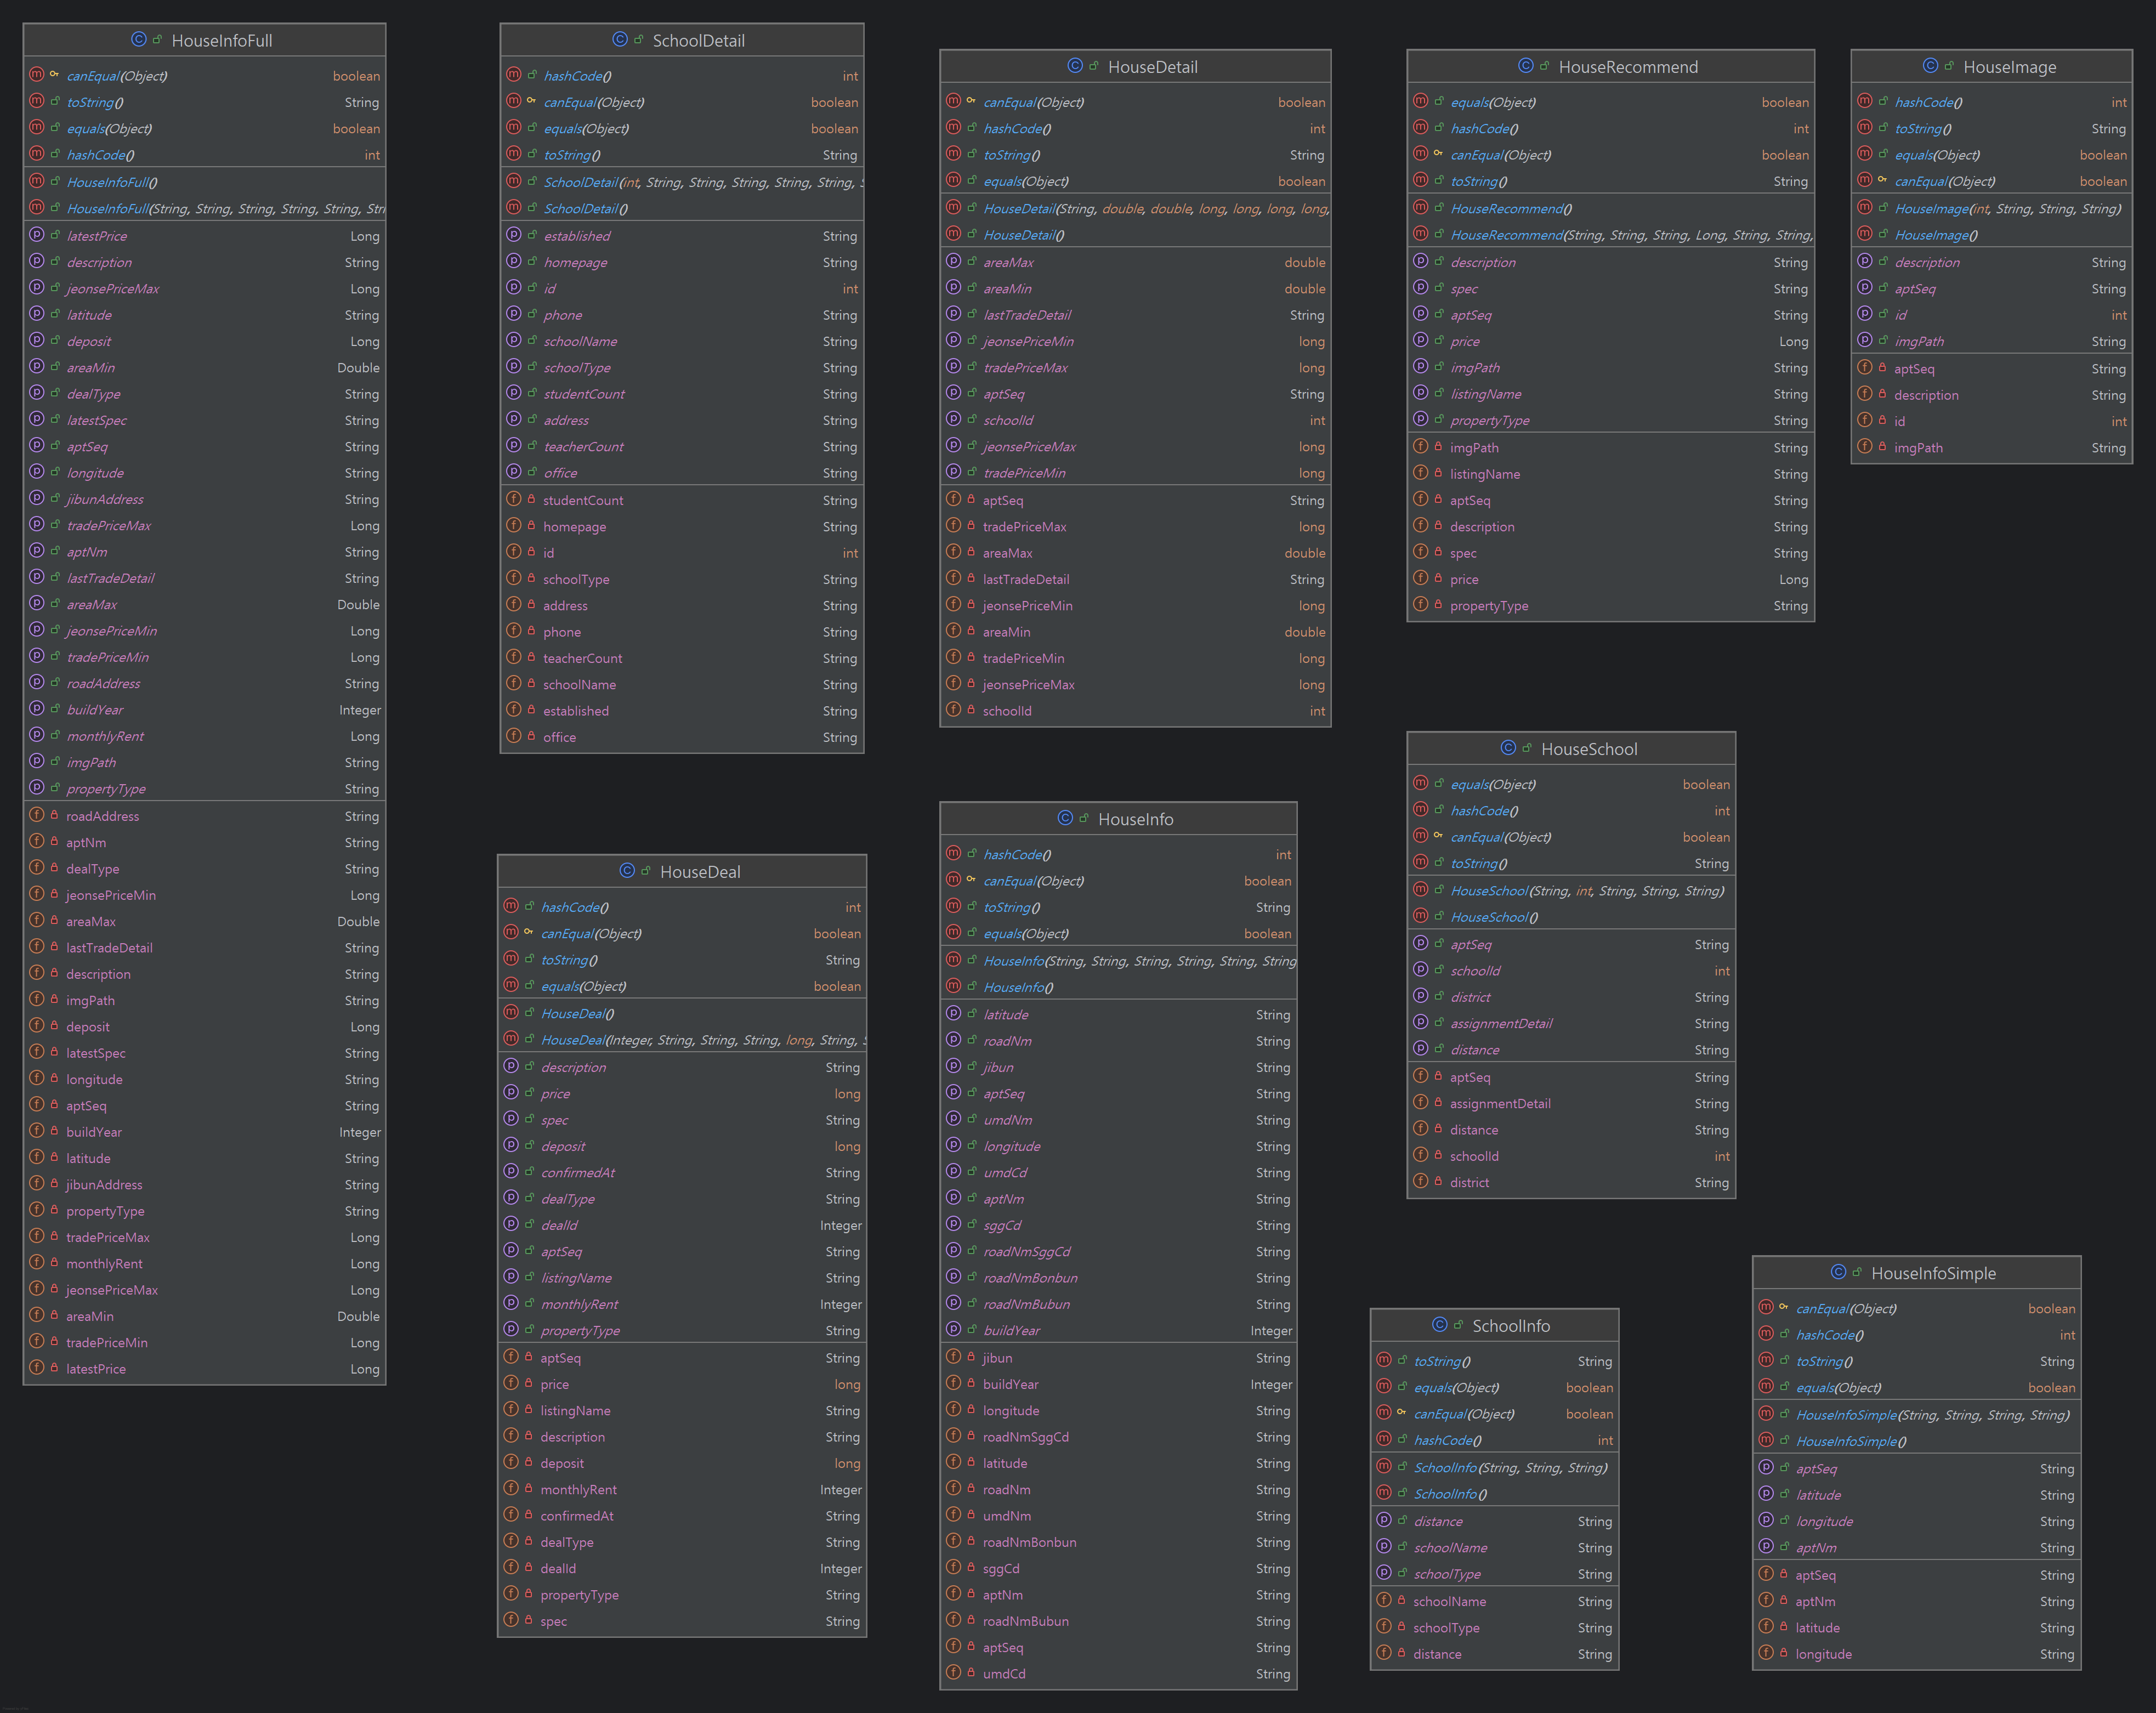 HouseInfoFull
canEqual(Object) boolean
toString() String
equals(Object) boolean
hashCode() int
HouseInfoFull()
HouseInfoFull(String, String, String, String, String, Stri
latestPrice Long
description String
jeonsePriceMax Long
latitude String
deposit Long
areaMin Double
dealType String
latestSpec String
aptSeq String
longitude String
jibunAddress String
tradePriceMax Long
aptNm String
lastTradeDetail String
areaMax Double
jeonsePriceMin Long
tradePriceMin Long
roadAddress String
buildYear Integer
monthlyRent Long
imgPath String
propertyType String
roadAddress String
aptNm String
dealType String
jeonsePriceMin Long
areaMax Double
lastTradeDetail String
description String
imgPath String
deposit Long
latestSpec String
longitude String
aptSeq String
buildYear Integer
latitude String
jibunAddress String
propertyType String
tradePriceMax Long
monthlyRent Long
jeonsePriceMax Long
areaMin Double
tradePriceMin Long
latestPrice Long
SchoolDetail
hashCode() int
canEqual(Object) boolean
equals(Object) boolean
toString() String
SchoolDetail(int, String, String, String, String, String, S
SchoolDetail()
established String
homepage String
id int
phone String
schoolName String
schoolType String
studentCount String
address String
teacherCount String
office String
studentCount String
homepage String
id int
schoolType String
address String
phone String
teacherCount String
schoolName String
established String
office String
HouseDeal
hashCode() int
canEqual(Object) boolean
toString() String
equals(Object) boolean
HouseDeal()
HouseDeal(Integer, String, String, String, long, String, S
description String
price long
spec String
deposit long
confirmedAt String
dealType String
dealId Integer
aptSeq String
listingName String
monthlyRent Integer
propertyType String
aptSeq String
price long
listingName String
description String
deposit long
monthlyRent Integer
confirmedAt String
dealType String
dealId Integer
propertyType String
spec String
HouseDetail
canEqual(Object) boolean
hashCode() int
toString() String
equals(Object) boolean
HouseDetail(String, double, double, long, long, long, long,
HouseDetail()
areaMax double
areaMin double
lastTradeDetail String
jeonsePriceMin long
tradePriceMax long
aptSeq String
schoolId int
jeonsePriceMax long
tradePriceMin long
aptSeq String
tradePriceMax long
areaMax double
lastTradeDetail String
jeonsePriceMin long
areaMin double
tradePriceMin long
jeonsePriceMax long
schoolId int
HouseInfo
hashCode() int
canEqual(Object) boolean
toString() String
equals(Object) boolean
HouseInfo(String, String, String, String, String, String
HouseInfo()
latitude String
roadNm String
jibun String
aptSeq String
umdNm String
longitude String
umdCd String
aptNm String
sggCd String
roadNmSggCd String
roadNmBonbun String
roadNmBubun String
buildYear Integer
jibun String
buildYear Integer
longitude String
roadNmSggCd String
latitude String
roadNm String
umdNm String
roadNmBonbun String
sggCd String
aptNm String
roadNmBubun String
aptSeq String
umdCd String
HouseRecommend
equals(Object) boolean
hashCode() int
canEqual(Object) boolean
toString() String
HouseRecommend()
HouseRecommend(String, String, String, Long, String, String,
description String
spec String
aptSeq String
price Long
imgPath String
listingName String
propertyType String
imgPath String
listingName String
aptSeq String
description String
spec String
price Long
propertyType String
HouseImage
hashCode() int
toString() String
equals(Object) boolean
canEqual(Object) boolean
HouseImage(int, String, String, String)
HouseImage()
description String
aptSeq String
id int
imgPath String
aptSeq String
description String
id int
imgPath String
HouseSchool
equals(Object) boolean
hashCode() int
canEqual(Object) boolean
toString() String
HouseSchool(String, int, String, String, String)
HouseSchool()
aptSeq String
schoolId int
district String
assignmentDetail String
distance String
aptSeq String
assignmentDetail String
distance String
schoolId int
district String
SchoolInfo
toString() String
equals(Object) boolean
canEqual(Object) boolean
hashCode() int
SchoolInfo(String, String, String)
SchoolInfo()
distance String
schoolName String
schoolType String
schoolName String
schoolType String
distance String
HouseInfoSimple
canEqual(Object) boolean
hashCode() int
toString() String
equals(Object) boolean
HouseInfoSimple(String, String, String, String)
HouseInfoSimple()
aptSeq String
latitude String
longitude String
aptNm String
aptSeq String
aptNm String
latitude String
longitude String